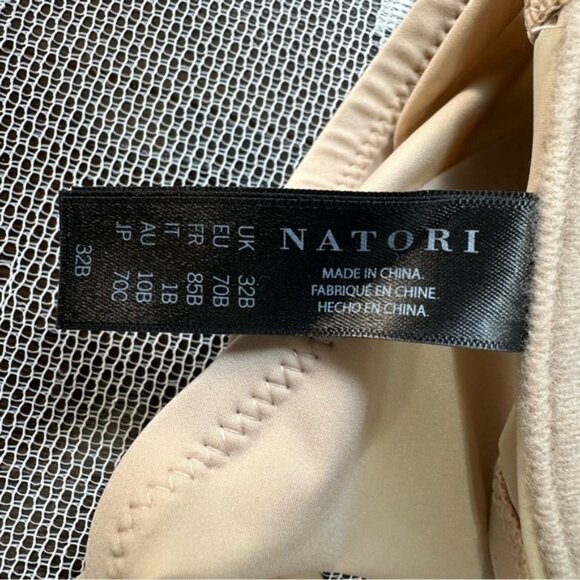 NATORI
MADE IN CHINA.
FABRIQUÉ EN CHINE.
HECHO EN CHINA.
UK 32B
EU 70B
FR 85B
IT 1B
AU 10B
JP 70C
32B